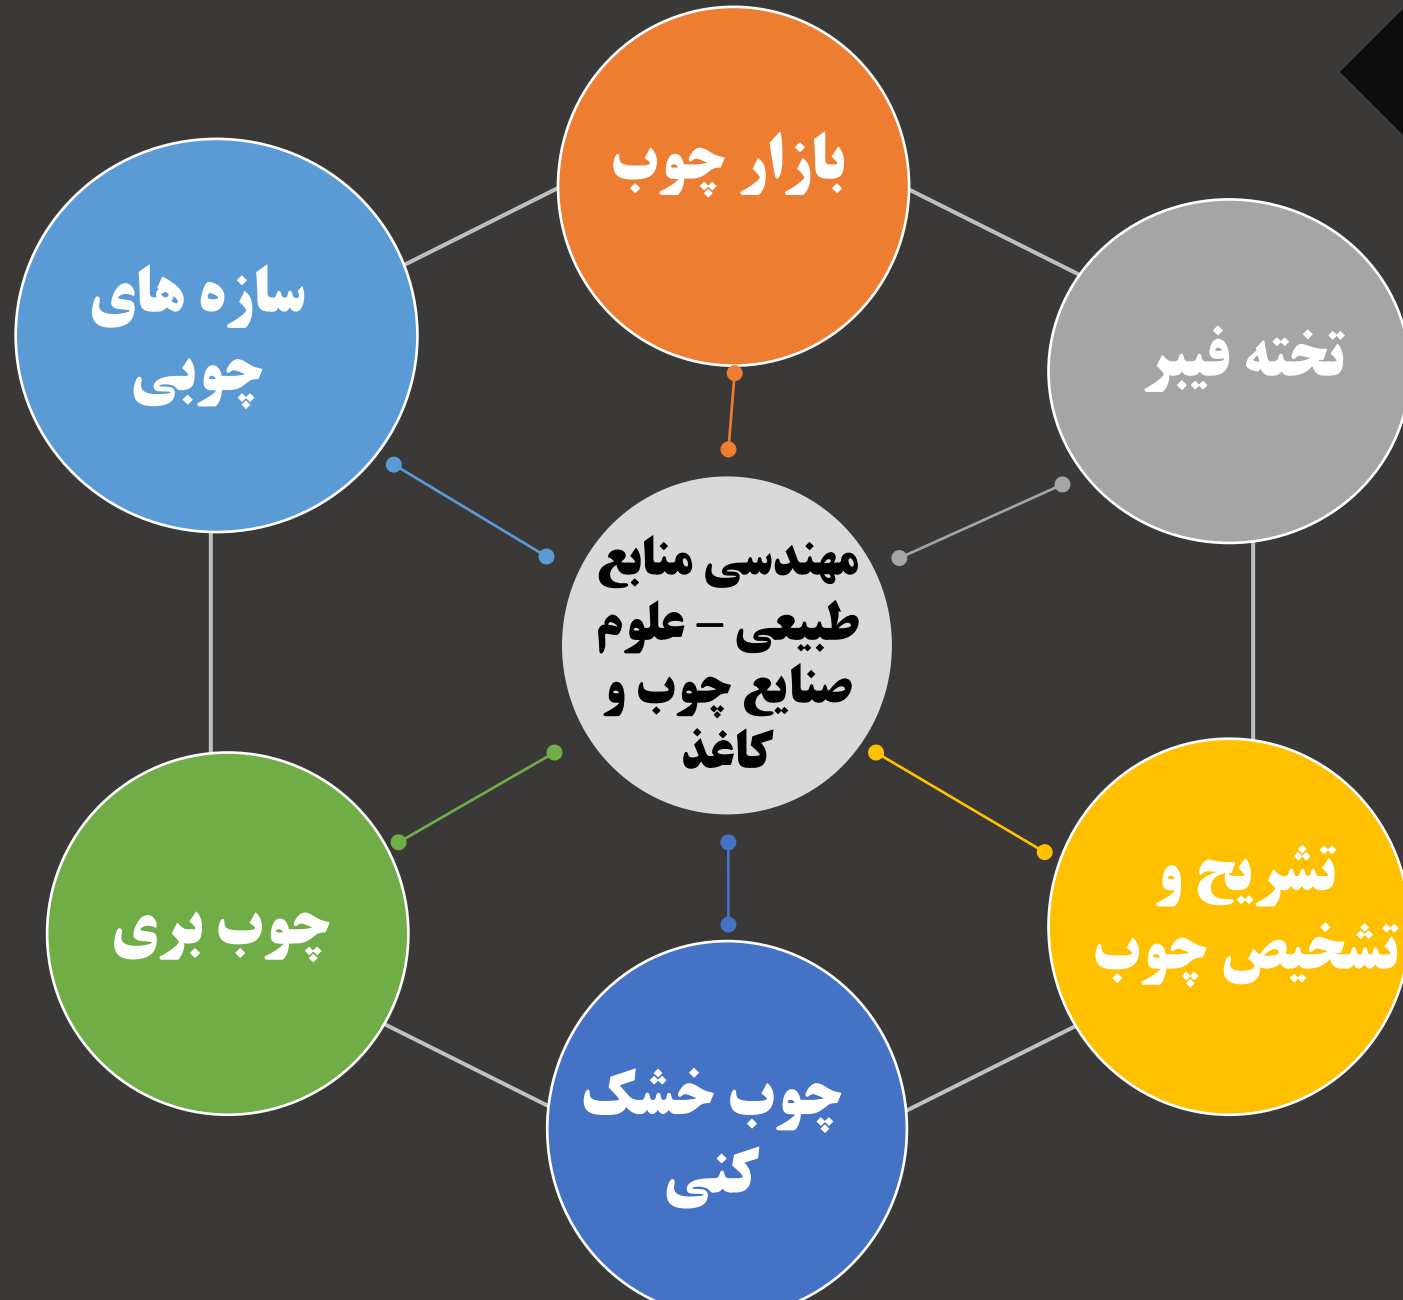 بازار چوب
تخته فیبر
سازه های
چوبی
مهندسی منابع
طبیعی – علوم
صنایع چوب و
کاغذ
تشریح و
تشخیص چوب
چوب بری
چوب خشک
کنی